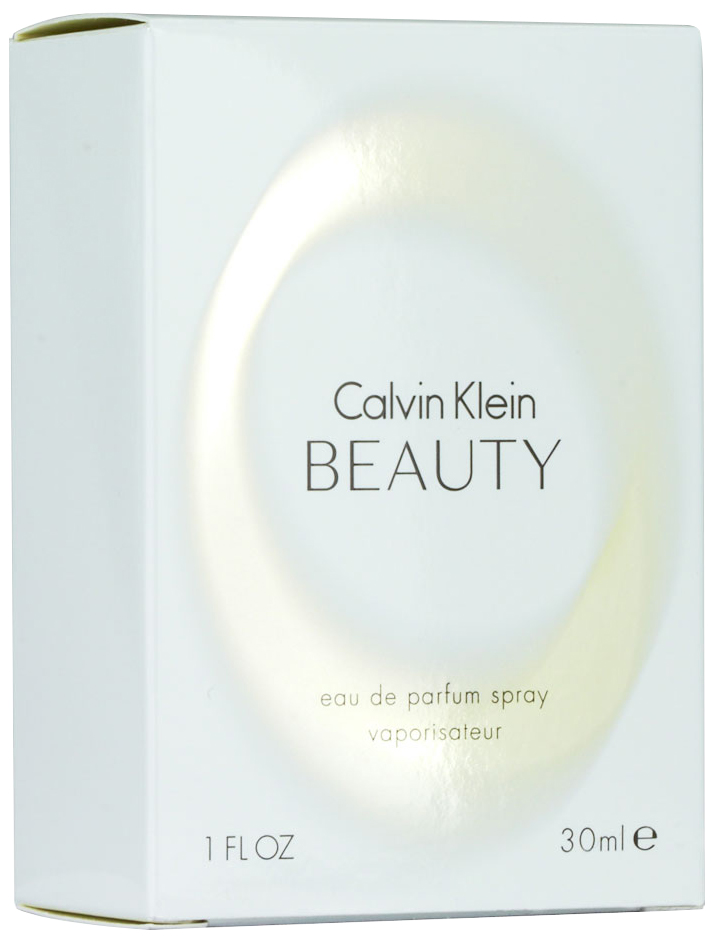 Calvin Klein
BEAUTY
eau de parfum spray
vaporisateur
1 FL OZ
30ml ℮